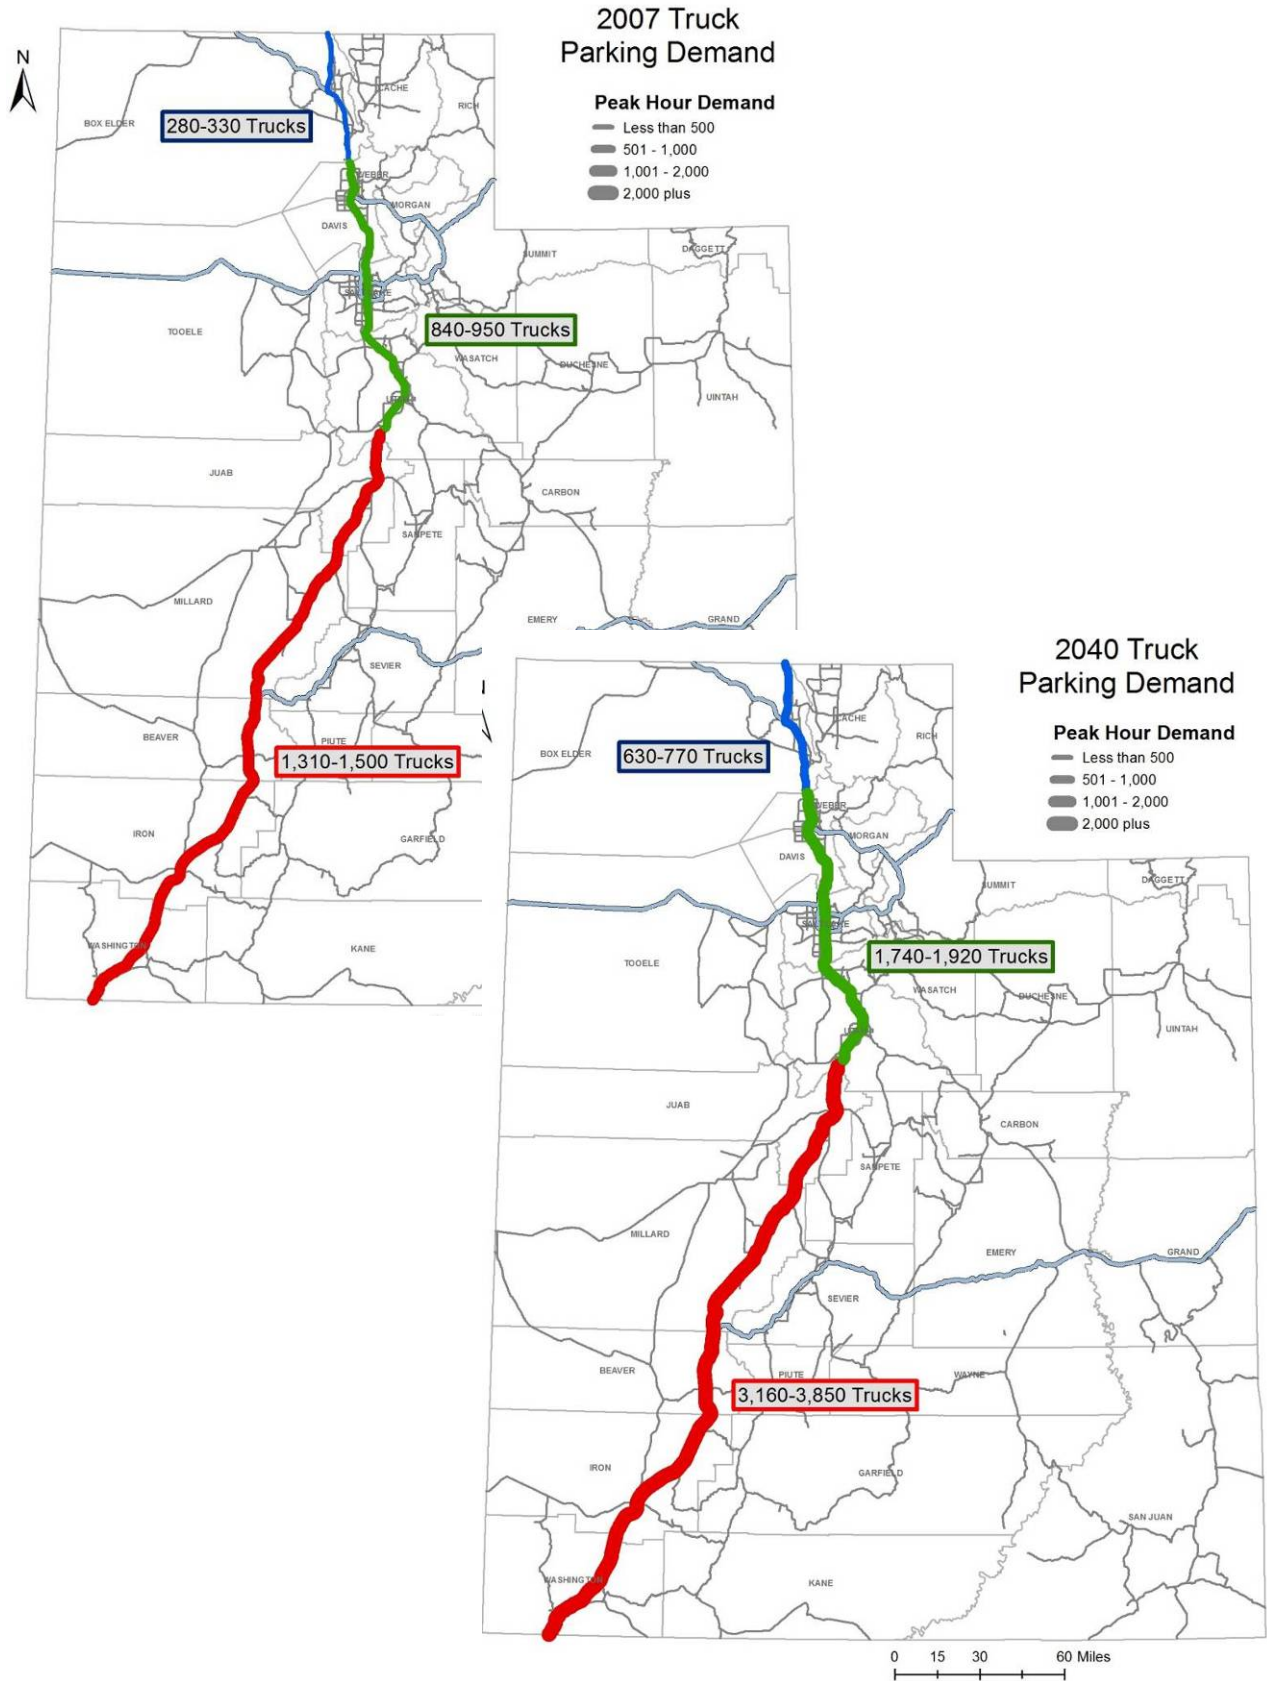 2007 Truck
Parking Demand
N
Peak Hour Demand
Less than 500
501 - 1,000
1,001 - 2,000
2,000 plus
CACHE
RICH
BOX ELDER
280-330 Trucks
WEBER
MORGAN
DAVIS
SUMMIT
DAGGETT
SALT LAKE
TOOELE
840-950 Trucks
WASATCH
DUCHESNE
UINTAH
UTAH
JUAB
CARBON
SANPETE
MILLARD
EMERY
GRAND
SEVIER
BEAVER
PIUTE
1,310-1,500 Trucks
IRON
GARFIELD
WASHINGTON
KANE
2040 Truck
Parking Demand
Peak Hour Demand
Less than 500
501 - 1,000
1,001 - 2,000
2,000 plus
CACHE
RICH
BOX ELDER
630-770 Trucks
WEBER
MORGAN
DAVIS
SUMMIT
DAGGETT
SALT LAKE
TOOELE
1,740-1,920 Trucks
WASATCH
DUCHESNE
UINTAH
UTAH
JUAB
CARBON
SANPETE
MILLARD
EMERY
GRAND
SEVIER
BEAVER
PIUTE
WAYNE
3,160-3,850 Trucks
IRON
GARFIELD
SAN JUAN
WASHINGTON
KANE
0 15 30 60 Miles